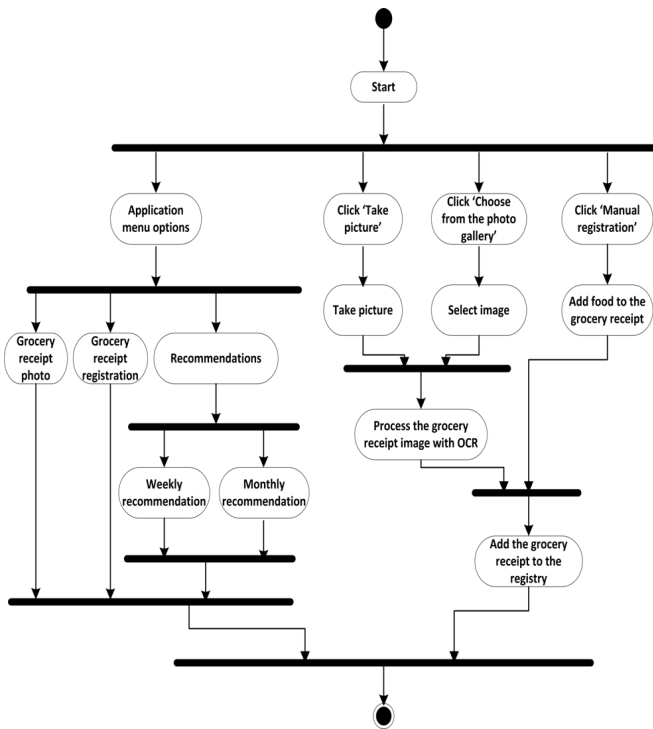 Start
Application
menu options
Click 'Take
picture'
Click 'Choose
from the photo
gallery'
Click 'Manual
registration'
Take picture
Select image
Add food to the
grocery receipt
Grocery
receipt
photo
Grocery
receipt
registration
Recommendations
Process the grocery
receipt image with OCR
Weekly
recommendation
Monthly
recommendation
Add the grocery
receipt to the
registry